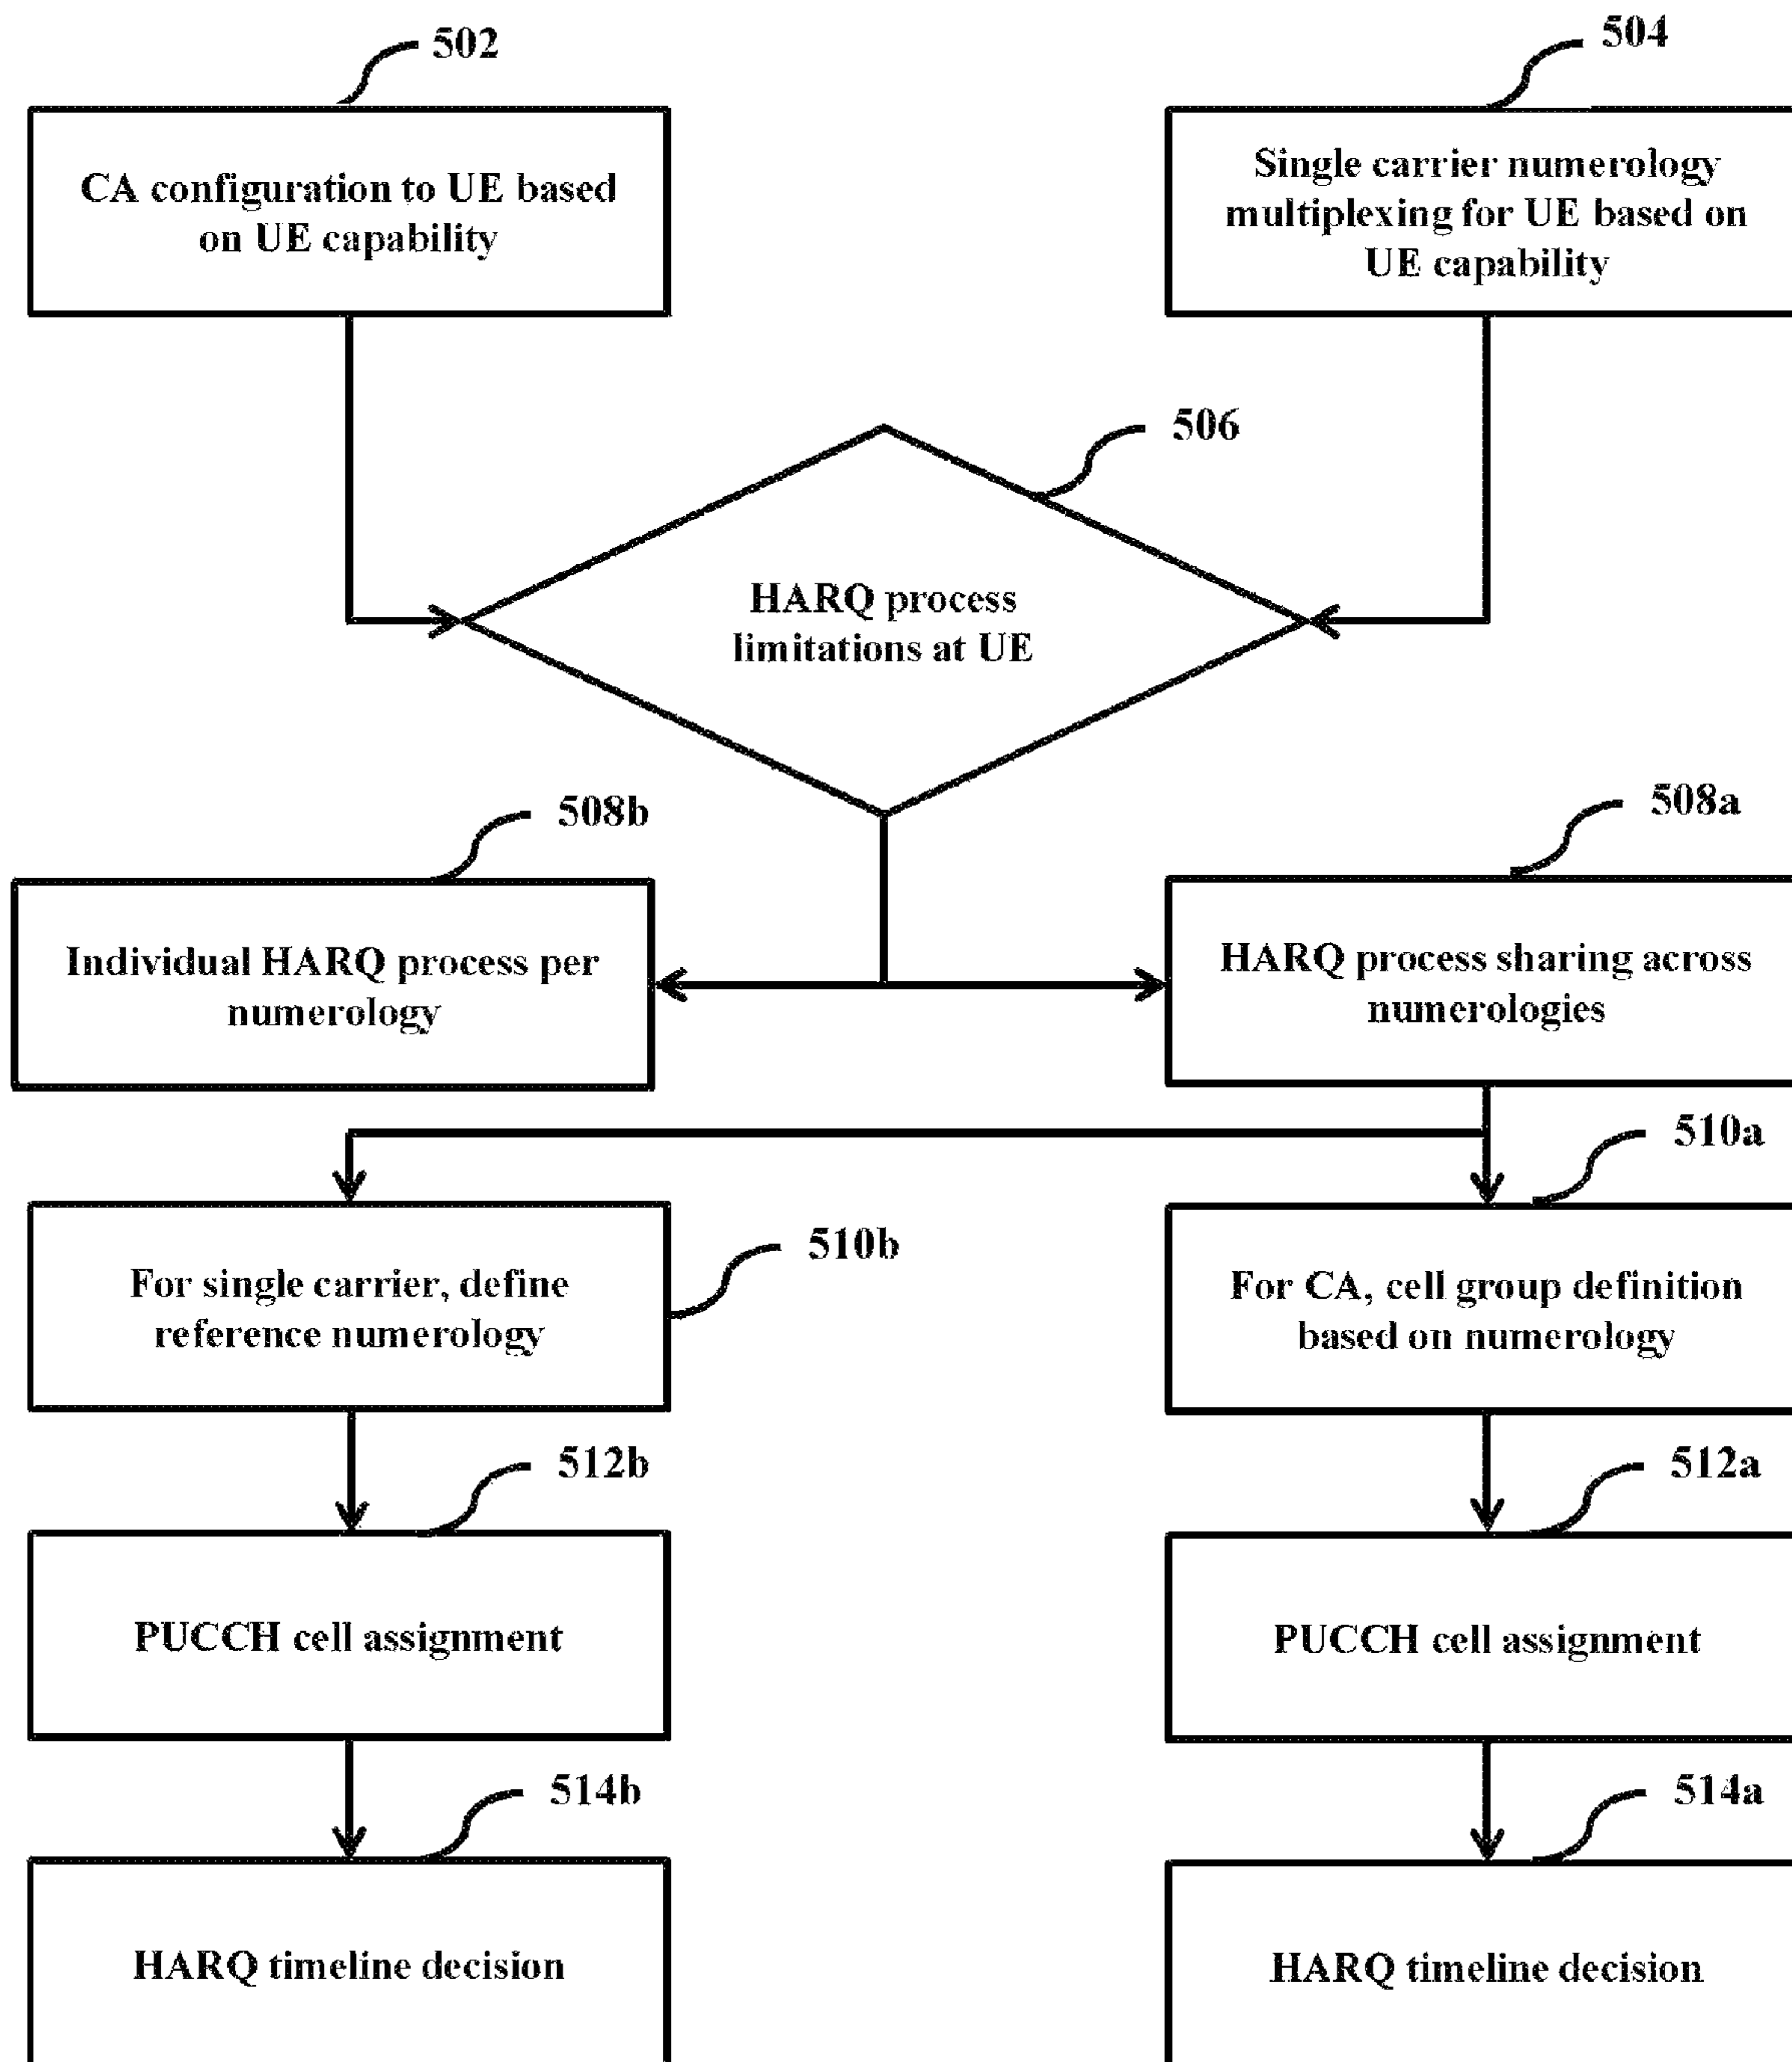 502
504
CA configuration to UE based
on UE capability
Single carrier numerology
multiplexing for UE based on
UE capability
506
HARQ process
limitations at UE
508b
508a
Individual HARQ process per
numerology
HARQ process sharing across
numerologies
510a
510b
For single carrier, define
reference numerology
For CA, cell group definition
based on numerology
512b
512a
PUCCH cell assignment
PUCCH cell assignment
514b
514a
HARQ timeline decision
HARQ timeline decision